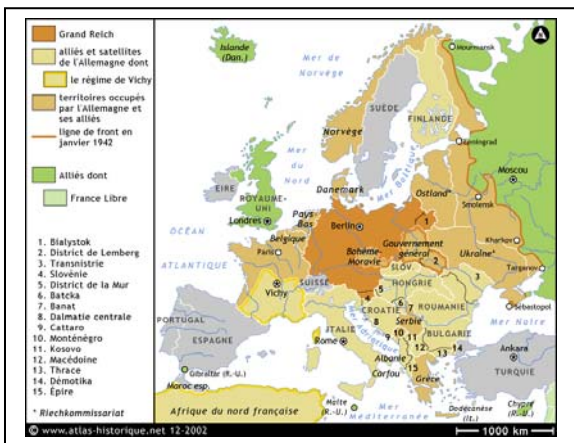 Grand Reich
alliés et satellites
de l'Allemagne dont
le régime de Vichy
territoires occupés
par l'Allemagne et
ses alliés
ligne de front en
janvier 1942
Alliés dont
France Libre
1. Bialystok
2. District de Lemberg
3. Transnistrie
4. Slovénie
5. District de la Mur
6. Batcka
7. Banat
8. Dalmatie centrale
9. Cattaro
10. Monténégro
11. Kosovo
12. Macédoine
13. Thrace
14. Démotika
15. Épire
* Riechkommissariat
Islande
(Dan.)
Mer de
Norvège
Mourmansk
SUÈDE
FINLANDE
Norvège
Leningrad
Mer
du
Nord
Mer Baltique
Moscou
Danemark
Ostland*
EIRE
ROYAUME-
UNI
Londres
Smolensk
Pays-
Bas
Berlin
1
OCÉAN
Belgique
Bohême-
Moravie
Gouvernement
général
2
Ukraine*
Kharkov
Paris
ATLANTIQUE
SLOV.
3
Taganrog
Vichy
SUISSE
5
HONGRIE
4
6
CROATIE
7
ROUMANIE
Sébastopol
8
Serbie
Mer Noire
PORTUGAL
ESPAGNE
ITALIE
Rome
Mer Adriatique
9
10
11
BULGARIE
12
13
14
Ankara
TURQUIE
Albanie
Corfou
15
Grèce
Gibraltar (R.-U.)
Maroc esp.
Afrique du nord française
Malte
(R.-U.)
Mer
Méditerranée
Dodécanèse
(It.)
Chypre
(R.-U.)
© www.atlas-historique.net 12-2002
1000 km